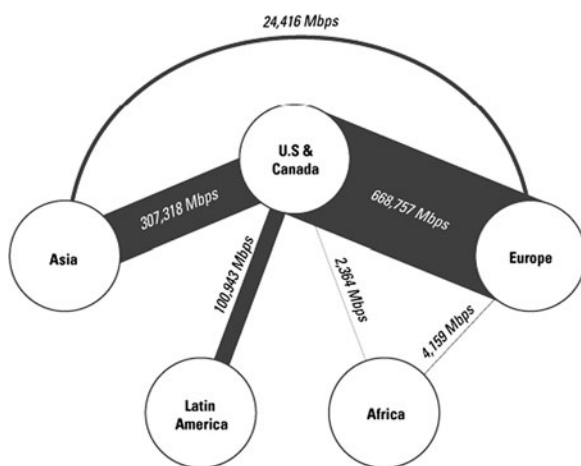 24,416 Mbps
U.S &
Canada
307,318 Mbps
668,757 Mbps
Asia
Europe
100,943 Mbps
2,364 Mbps
4,159 Mbps
Latin
America
Africa